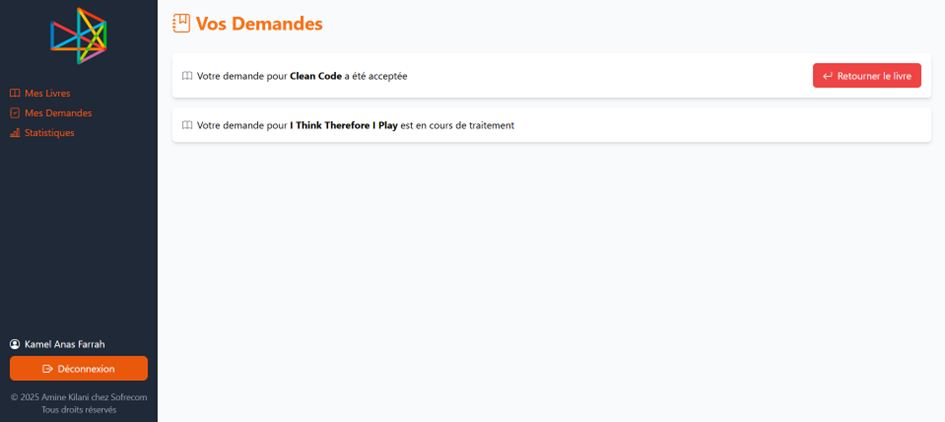 Mes Livres
Mes Demandes
Statistiques
Kamel Anas Farrah
Déconnexion
© 2025 Amine Kilani chez Sofrecom
Tous droits réservés
Vos Demandes
Votre demande pour Clean Code a été acceptée
Retourner le livre
Votre demande pour I Think Therefore I Play est en cours de traitement